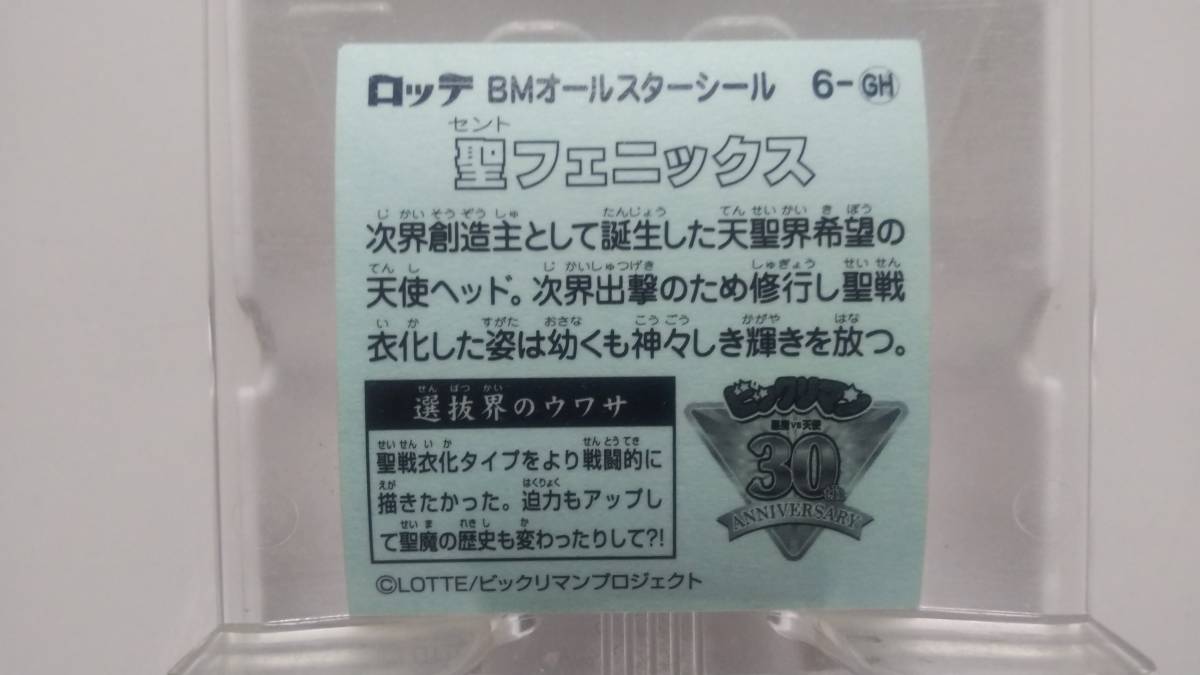 ロッテ BMオールスターシール 6-GH
セント
聖フェニックス
じかいそうぞうしゅ たんじょう てんせいかいきぼう
次界創造主として誕生した天聖界希望の
てんし じかいしゅつげき しゅぎょう せいせん
天使ヘッド。次界出撃のため修行し聖戦
いか すがた おさな こうごう かがや はな
衣化した姿は幼くも神々しき輝きを放つ。
せんばつかい
選抜界のウワサ
せいせんいか せんとうてき
聖戦衣化タイプをより戦闘的に
えが はくりょく
描きたかった。迫力もアップし
せいま れきし か
て聖魔の歴史も変わったりして?!
ビックリマン
悪魔VS天使
30th
ANNIVERSARY
©LOTTE/ビックリマンプロジェクト